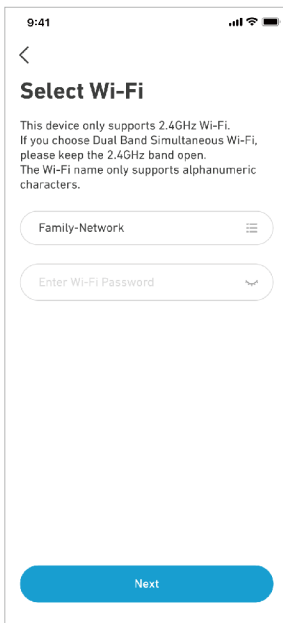 9:41
Select Wi-Fi
This device only supports 2.4GHz Wi-Fi.
If you choose Dual Band Simultaneous Wi-Fi,
please keep the 2.4GHz band open.
The Wi-Fi name only supports alphanumeric
characters.
Family-Network
Enter Wi-Fi Password
Next